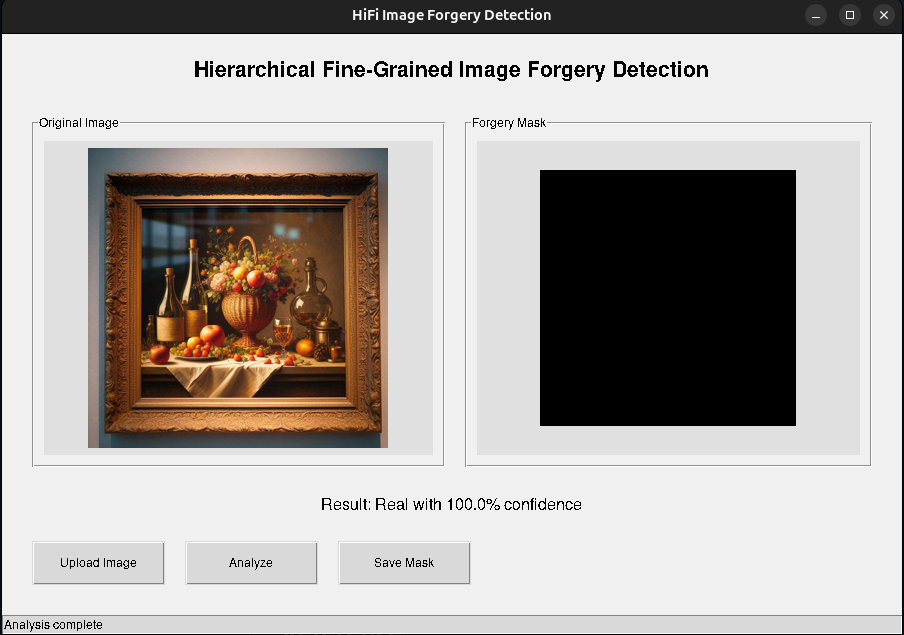 HiFi Image Forgery Detection
Hierarchical Fine-Grained Image Forgery Detection
Original Image
Forgery Mask
Result: Real with 100.0% confidence
Upload Image
Analyze
Save Mask
Analysis complete